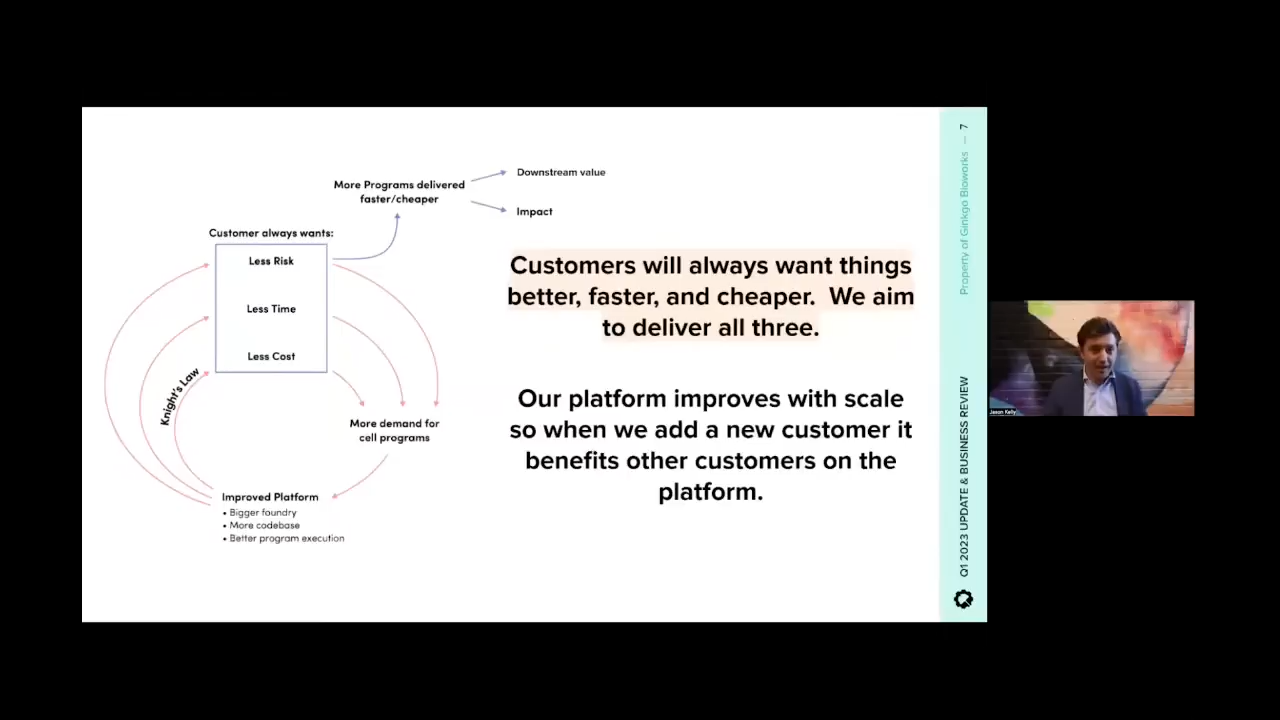 Downstream value
More Programs delivered
faster/cheaper
Impact
Customer always wants:
Less Risk
Less Time
Less Cost
Knight's Law
More demand for
cell programs
Improved Platform
• Bigger foundry
• More codebase
• Better program execution
Customers will always want things
better, faster, and cheaper. We aim
to deliver all three.
Our platform improves with scale
so when we add a new customer it
benefits other customers on the
platform.
Property of Ginkgo Bioworks — 7
Q1 2023 UPDATE & BUSINESS REVIEW
Jason Kelly